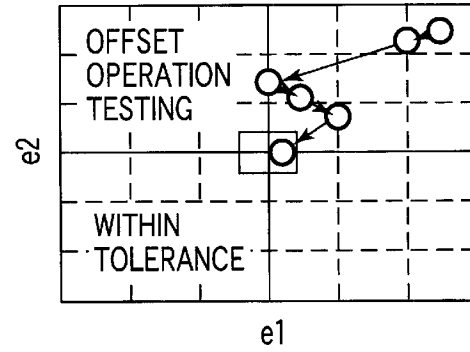 OFFSET
OPERATION
TESTING
e2
WITHIN
TOLERANCE
e1